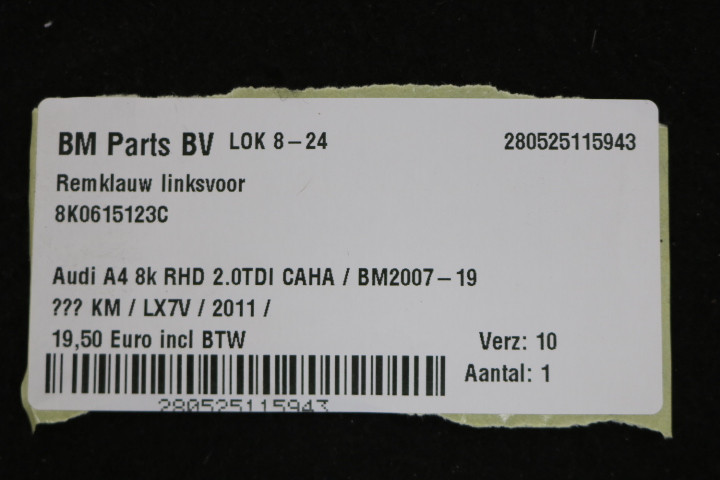 BM Parts BV LOK 8-24 280525115943
Remklauw linksvoor
8K0615123C
Audi A4 8k RHD 2.0TDI CAHA / BM2007-19
??? KM / LX7V / 2011 /
19,50 Euro incl BTW Verz: 10
Aantal: 1
280525115943